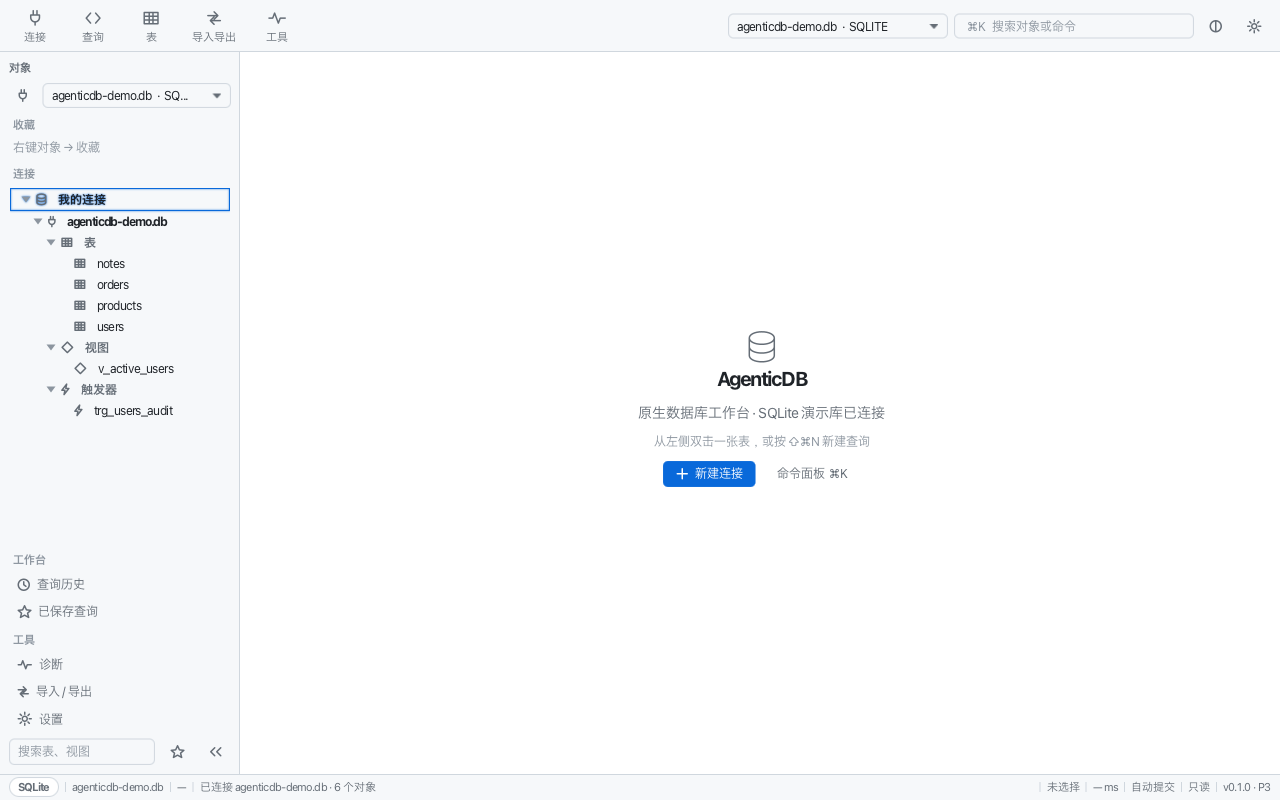 连接 查询 表 导入导出 工具 agenticdb-demo.db · SQLITE ⌘K 搜索对象或命令
对象
agenticdb-demo.db · SQ...
收藏
右键对象 → 收藏
连接
我的连接
agenticdb-demo.db
表
notes
orders
products
users
视图
v_active_users
触发器
trg_users_audit
AgenticDB
原生数据库工作台 · SQLite 演示库已连接
从左侧双击一张表，或按 ⇧⌘N 新建查询
新建连接 命令面板 ⌘K
工作台
查询历史
已保存查询
工具
诊断
导入 / 导出
设置
搜索表、视图
SQLite agenticdb-demo.db — 已连接 agenticdb-demo.db · 6 个对象 未选择 — ms 自动提交 只读 v0.1.0 · P3